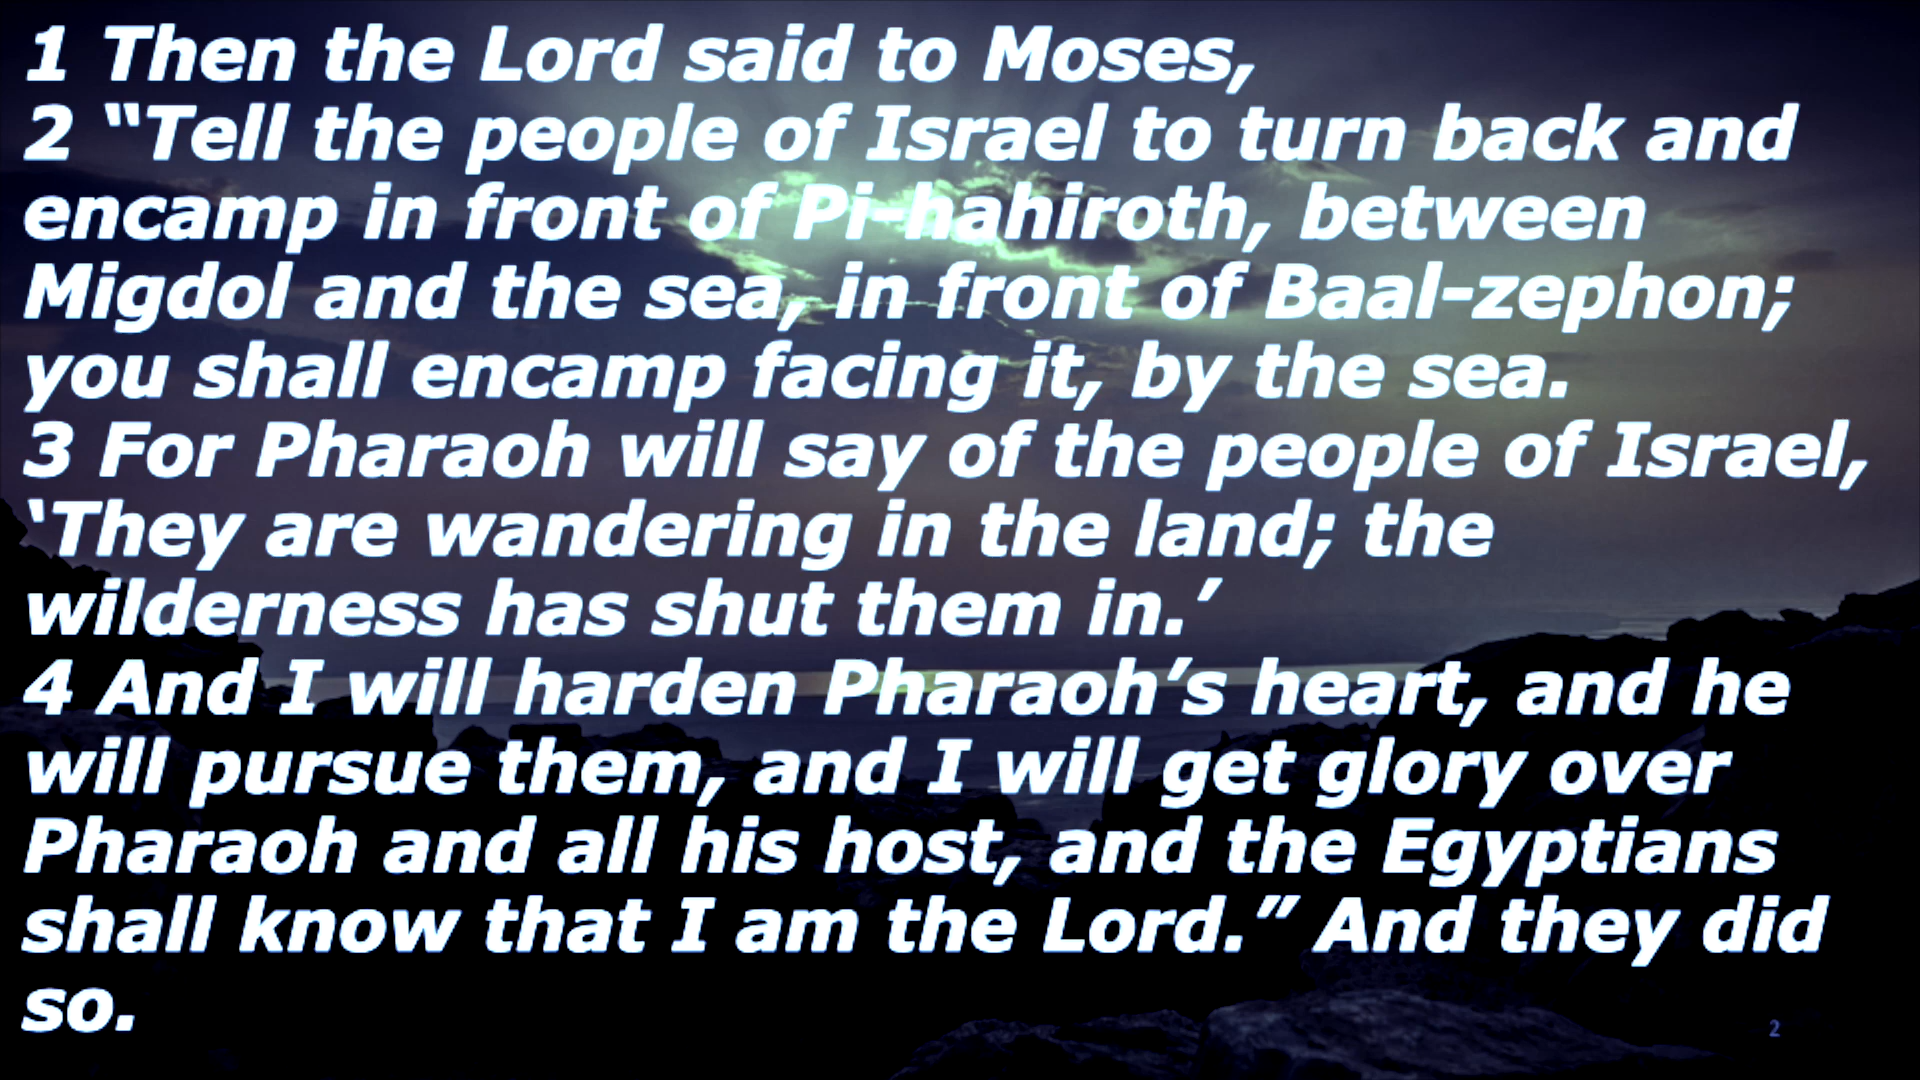 1 Then the Lord said to Moses,
2 “Tell the people of Israel to turn back and
encamp in front of Pi-hahiroth, between
Migdol and the sea, in front of Baal-zephon;
you shall encamp facing it, by the sea.
3 For Pharaoh will say of the people of Israel,
‘They are wandering in the land; the
wilderness has shut them in.’
4 And I will harden Pharaoh’s heart, and he
will pursue them, and I will get glory over
Pharaoh and all his host, and the Egyptians
shall know that I am the Lord.” And they did
so.
2